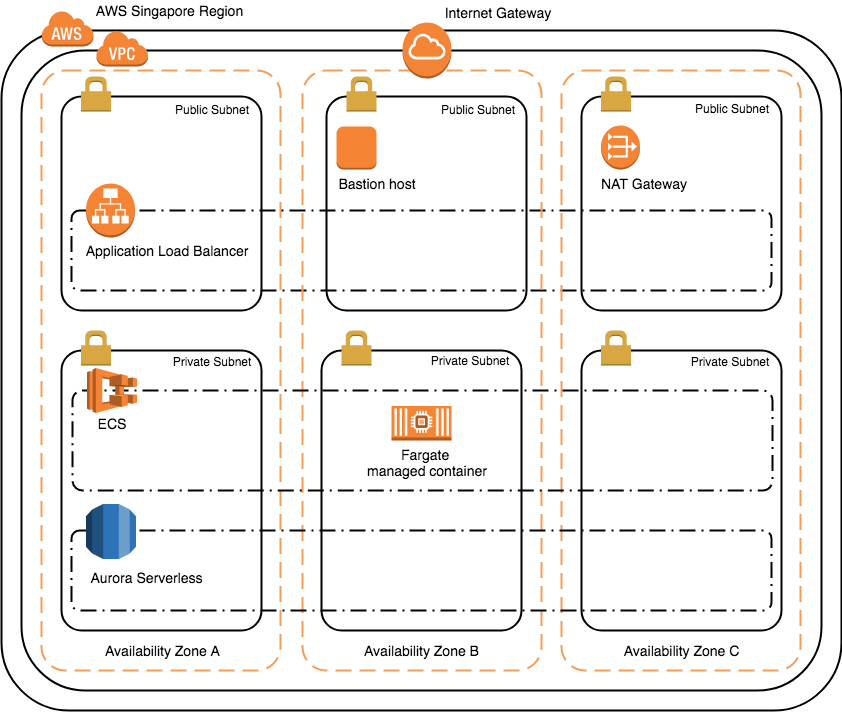 AWS Singapore Region
Internet Gateway
AWS
VPC
Public Subnet
Public Subnet
Public Subnet
Bastion host
NAT Gateway
Application Load Balancer
Private Subnet
Private Subnet
Private Subnet
ECS
Fargate
managed container
Aurora Serverless
Availability Zone A
Availability Zone B
Availability Zone C